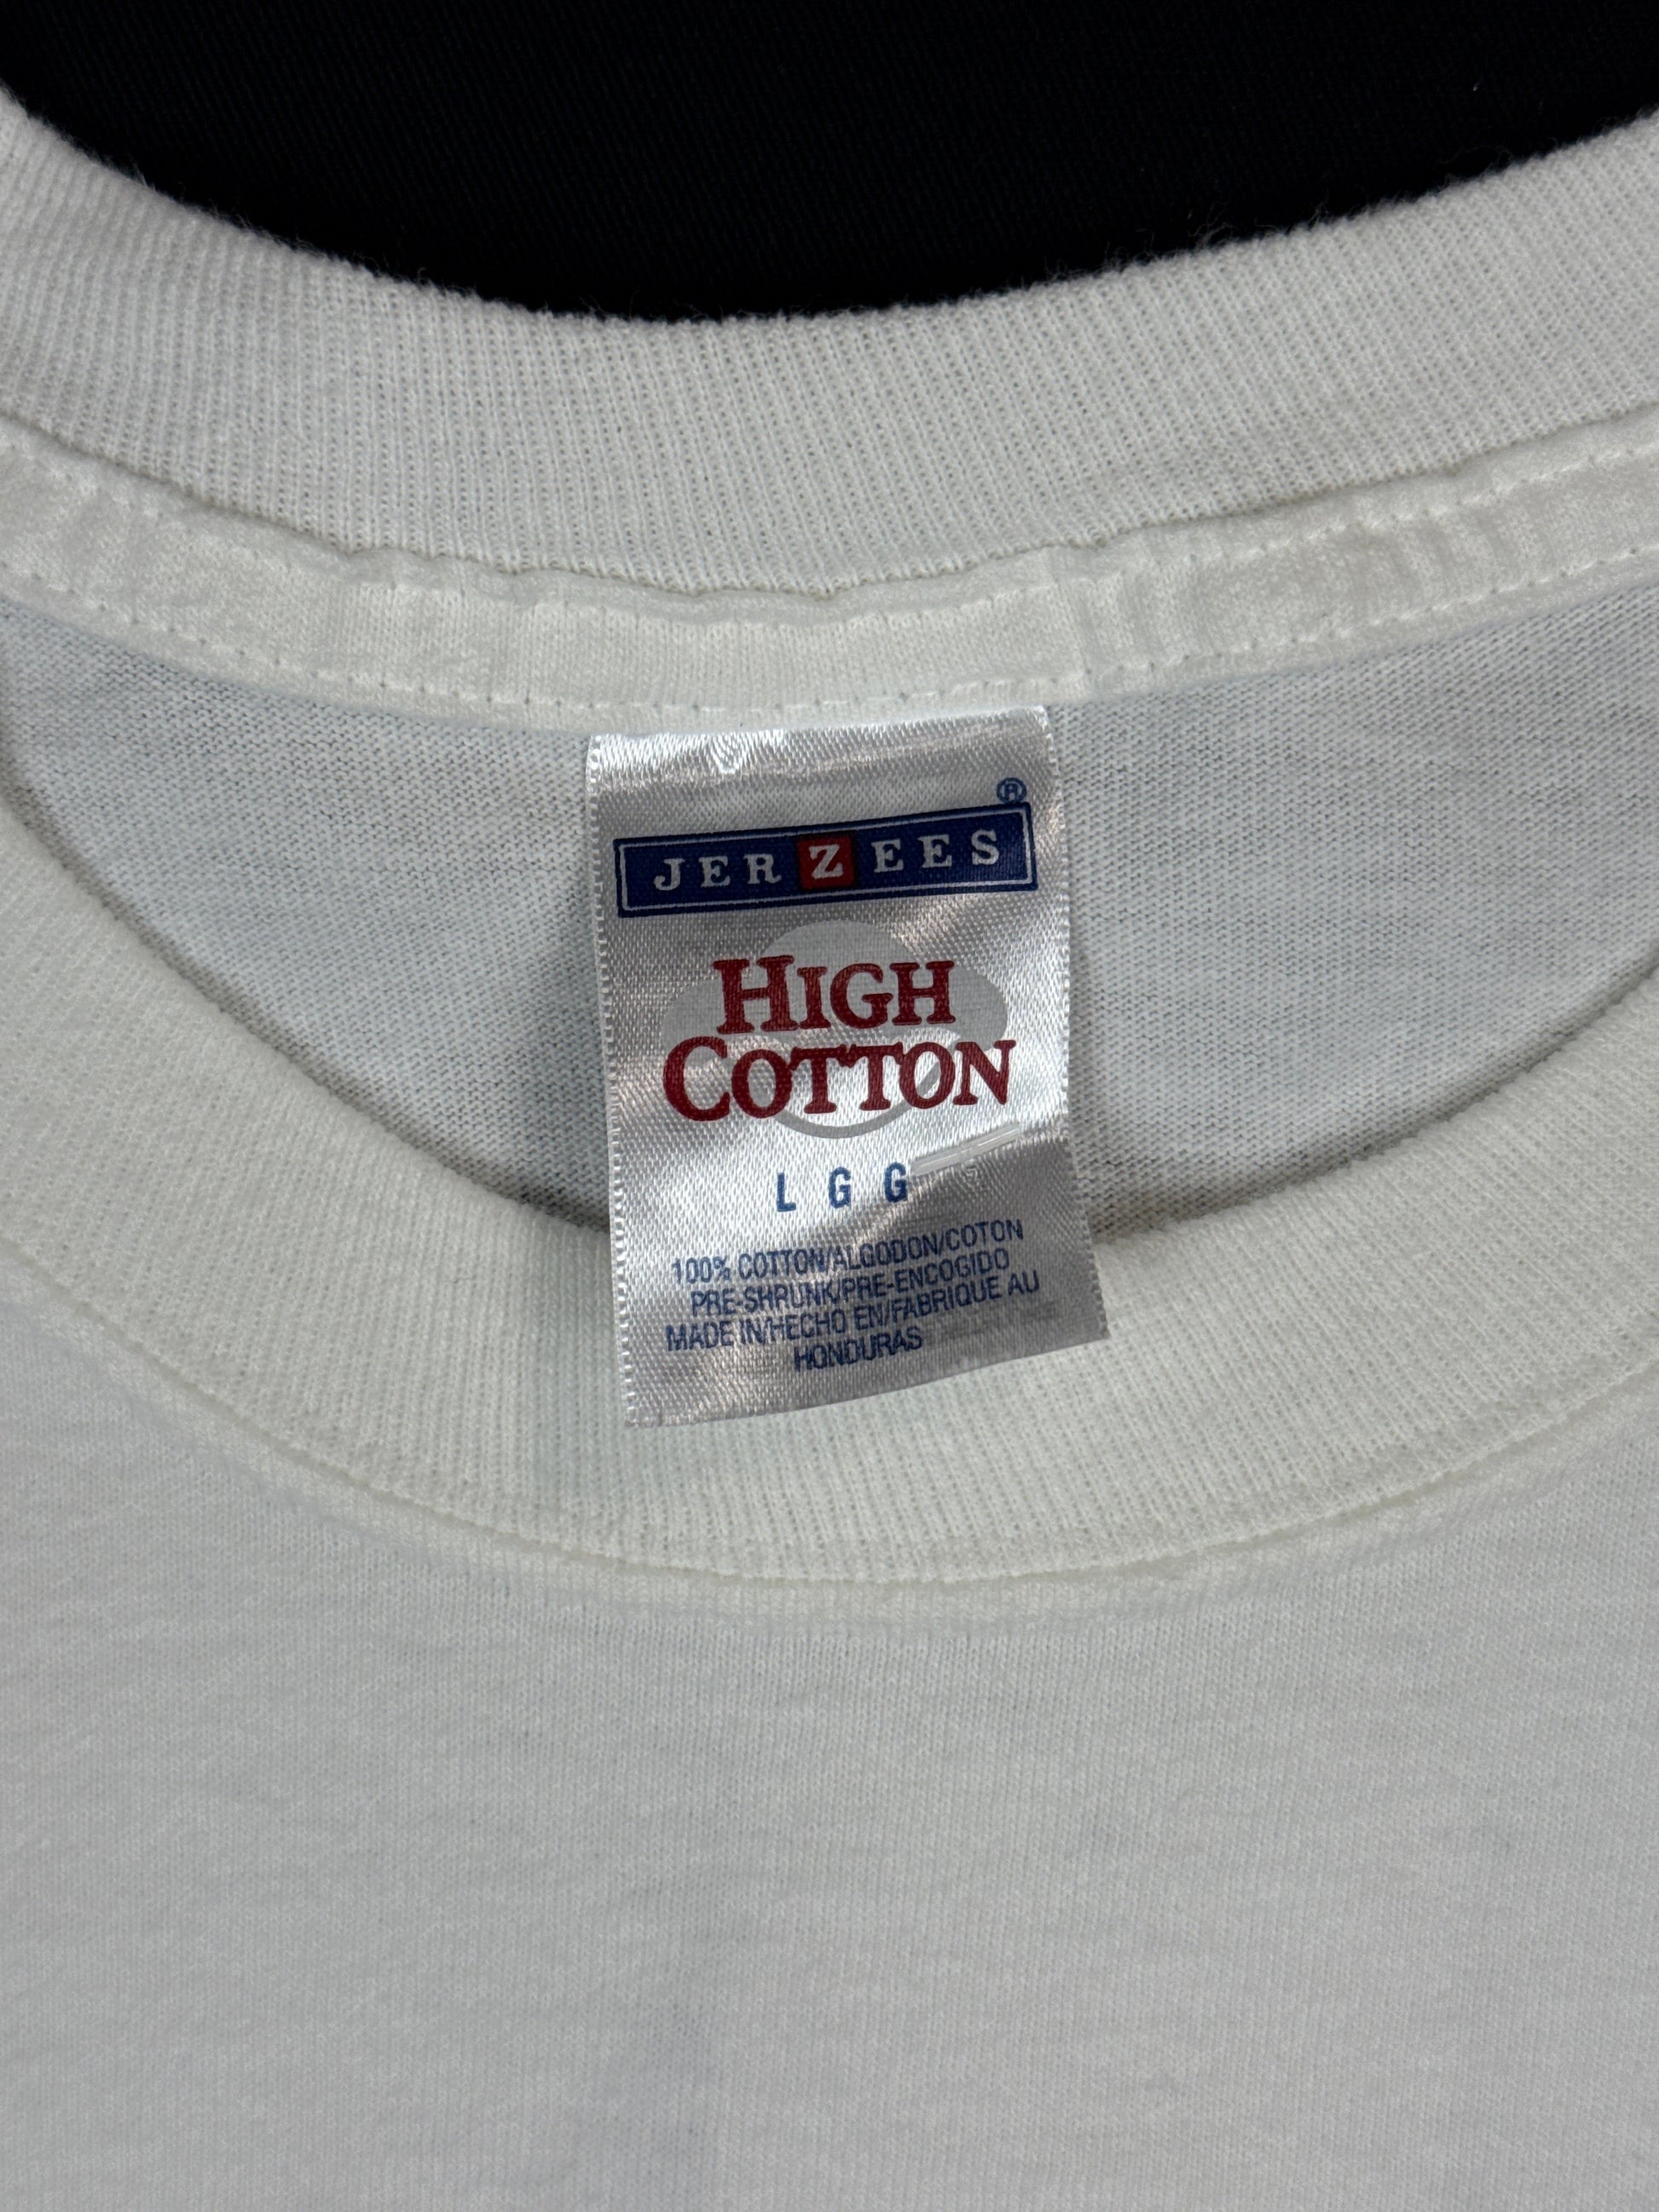 ®
JERZEES
HIGH
COTTON
L G G
100% COTTON/ALGODON/COTON
PRE-SHRUNK/PRE-ENCOGIDO
MADE IN/HECHO EN/FABRIQUE AU
HONDURAS